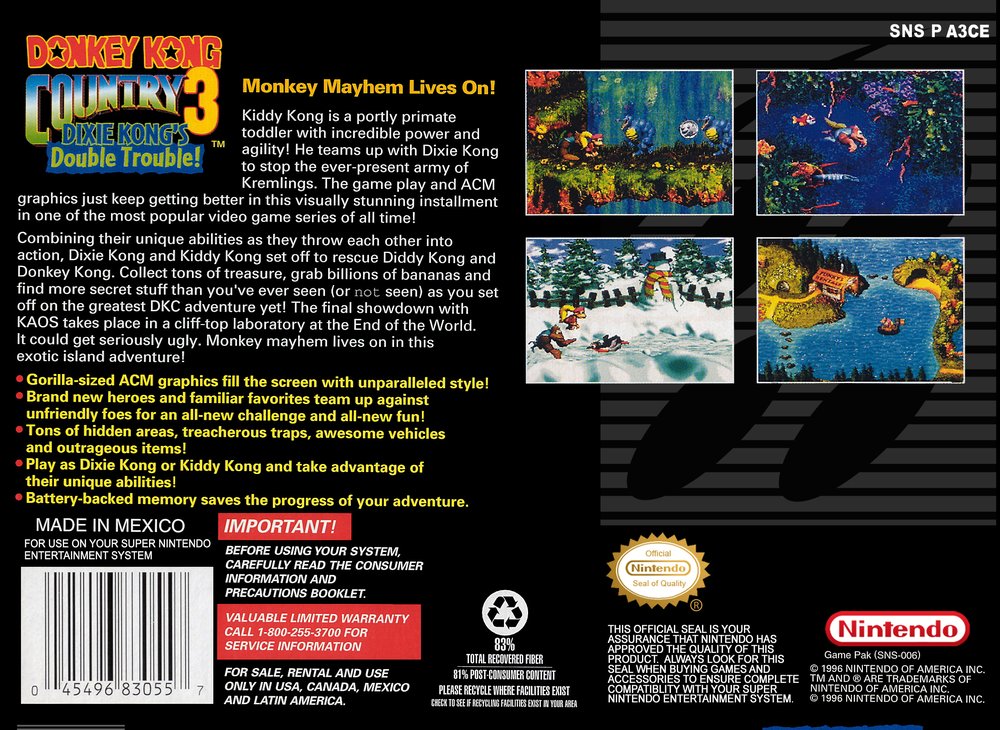 SNS P A3CE
DONKEY KONG
COUNTRY 3
DIXIE KONG'S
Double Trouble!
TM
Monkey Mayhem Lives On!
Kiddy Kong is a portly primate
toddler with incredible power and
agility! He teams up with Dixie Kong
to stop the ever-present army of
Kremlings. The game play and ACM
graphics just keep getting better in this visually stunning installment
in one of the most popular video game series of all time!
Combining their unique abilities as they throw each other into
action, Dixie Kong and Kiddy Kong set off to rescue Diddy Kong and
Donkey Kong. Collect tons of treasure, grab billions of bananas and
find more secret stuff than you've ever seen (or not seen) as you set
off on the greatest DKC adventure yet! The final showdown with
KAOS takes place in a cliff-top laboratory at the End of the World.
It could get seriously ugly. Monkey mayhem lives on in this
exotic island adventure!
• Gorilla-sized ACM graphics fill the screen with unparalleled style!
• Brand new heroes and familiar favorites team up against
unfriendly foes for an all-new challenge and all-new fun!
• Tons of hidden areas, treacherous traps, awesome vehicles
and outrageous items!
• Play as Dixie Kong or Kiddy Kong and take advantage of
their unique abilities!
• Battery-backed memory saves the progress of your adventure.
MADE IN MEXICO
FOR USE ON YOUR SUPER NINTENDO
ENTERTAINMENT SYSTEM
0 45496 83055 7
IMPORTANT!
BEFORE USING YOUR SYSTEM,
CAREFULLY READ THE CONSUMER
INFORMATION AND
PRECAUTIONS BOOKLET.
VALUABLE LIMITED WARRANTY
CALL 1-800-255-3700 FOR
SERVICE INFORMATION
FOR SALE, RENTAL AND USE
ONLY IN USA, CANADA, MEXICO
AND LATIN AMERICA.
83%
TOTAL RECOVERED FIBER
81% POST-CONSUMER CONTENT
PLEASE RECYCLE WHERE FACILITIES EXIST
CHECK TO SEE IF RECYCLING FACILITIES EXIST IN YOUR AREA
Official
Nintendo
Seal of Quality
®
THIS OFFICIAL SEAL IS YOUR
ASSURANCE THAT NINTENDO HAS
APPROVED THE QUALITY OF THIS
PRODUCT. ALWAYS LOOK FOR THIS
SEAL WHEN BUYING GAMES AND
ACCESSORIES TO ENSURE COMPLETE
COMPATIBLITY WITH YOUR SUPER
NINTENDO ENTERTAINMENT SYSTEM.
Nintendo
Game Pak (SNS-006)
© 1996 NINTENDO OF AMERICA INC.
TM AND ® ARE TRADEMARKS OF
NINTENDO OF AMERICA INC.
© 1996 NINTENDO OF AMERICA INC.